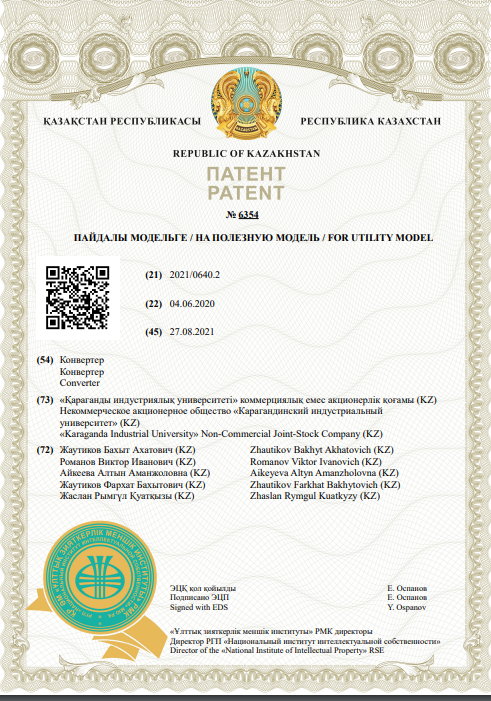 ҚАЗАҚСТАН РЕСПУБЛИКАСЫ
РЕСПУБЛИКА КАЗАХСТАН
REPUBLIC OF KAZAKHSTAN
ПАТЕНТ
PATENT
№ 6354
ПАЙДАЛЫ МОДЕЛЬГЕ / НА ПОЛЕЗНУЮ МОДЕЛЬ / FOR UTILITY MODEL
(21) 2021/0640.2
(22) 04.06.2020
(45) 27.08.2021
(54) Конвертер
Конвертер
Converter
(73) «Қараганды индустриялық университеті» коммерциялық емес акционерлік қоғамы (KZ)
Некоммерческое акционерное общество «Карагандинский индустриальный
университет» (KZ)
«Karaganda Industrial University» Non-Commercial Joint-Stock Company (KZ)
(72) Жаутиков Бахыт Ахатович (KZ) Zhautikov Bakhyt Akhatovich (KZ)
Романов Виктор Иванович (KZ) Romanov Viktor Ivanovich (KZ)
Айкеева Алтын Аманжоловна (KZ) Aikeyeva Altyn Amanzholovna (KZ)
Жаутиков Фархат Бахытович (KZ) Zhautikov Farkhat Bakhytovich (KZ)
Жаслан Рымгүл Куатқызы (KZ) Zhaslan Rymgul Kuatkyzy (KZ)
ЭЦҚ қол қойылды Е. Оспанов
Подписано ЭЦП Е. Оспанов
Signed with EDS Y. Ospanov
«Ұлттық зияткерлік меншік институты» РМК директоры
Директор РГП «Национальный институт интеллектуальной собственности»
Director of the «National Institute of Intellectual Property» RSE